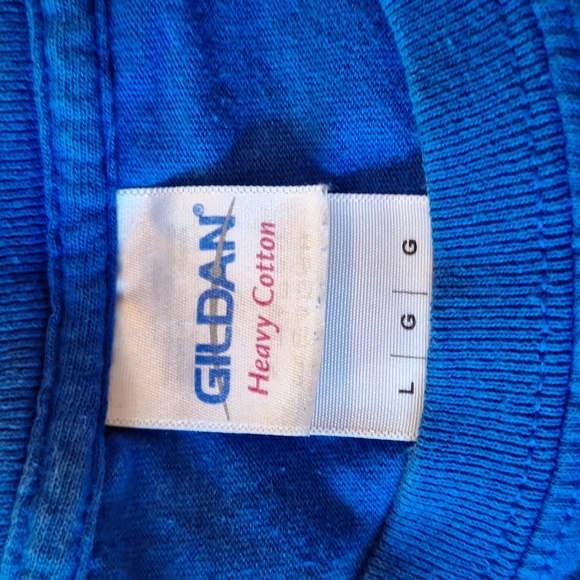 GILDAN®
Heavy Cotton
L | G | G